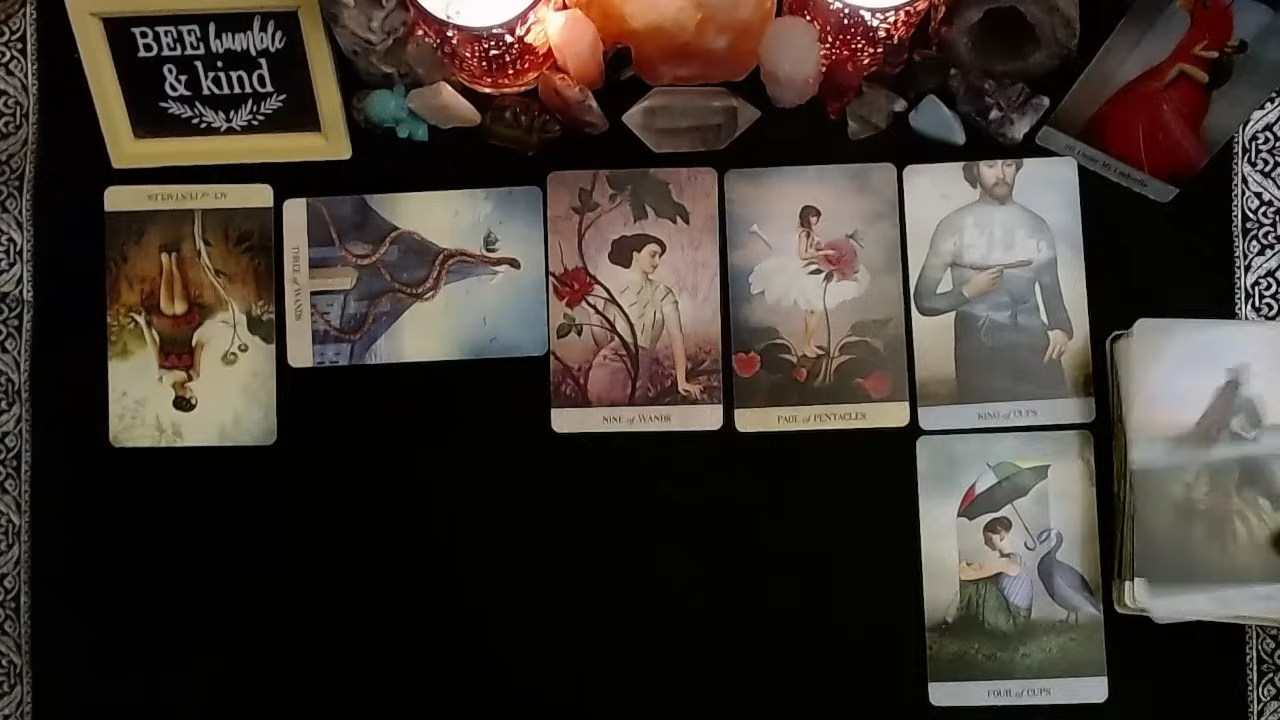 BEE humble
& kind
ACE of PENTACLES
THREE of WANDS
NINE of WANDS
PAGE of PENTACLES
KING of CUPS
FOUR of CUPS